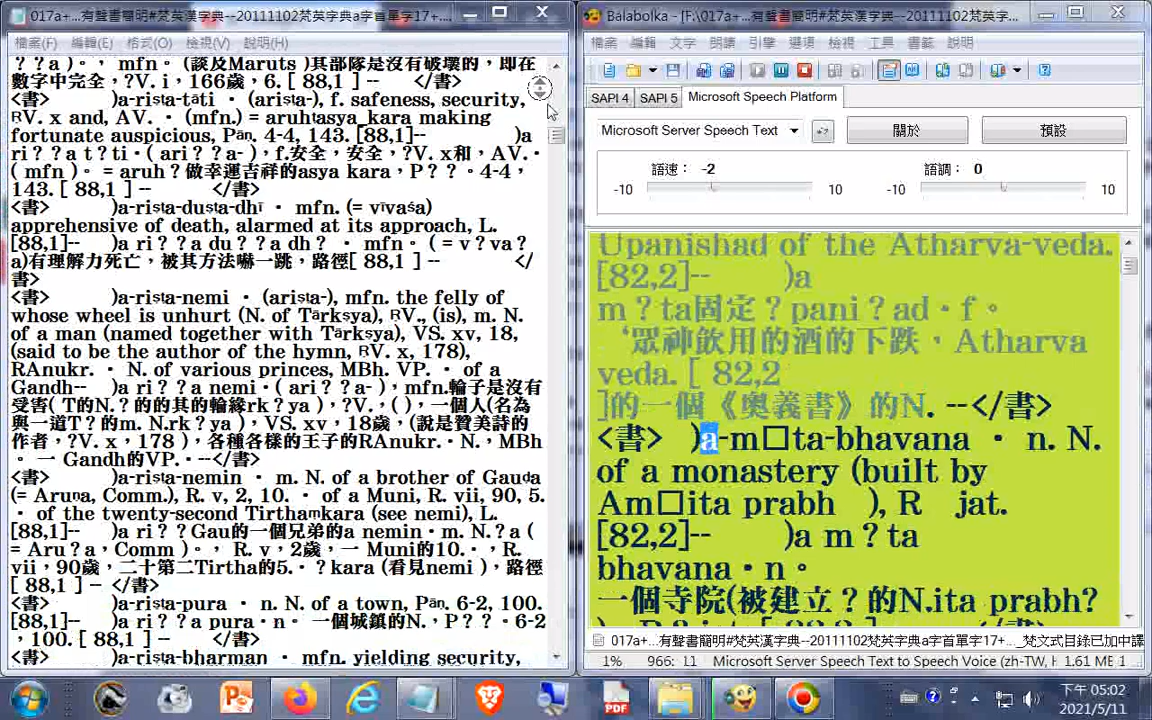 017a+...有聲書簡明#梵英漢字典--20111102梵英字典a字首單字17+...
檔案(F) 編輯(E) 格式(O) 檢視(V) 說明(H)
??a )。, mfn。 (談及Maruts )其部隊是沒有破壞的，即在
數字中完全，?V. i，166歲，6. [ 88,1 ] -- </書>
<書> )a-riṣṭa-tāti · (ariṣṭa-), f. safeness, security,
RV. x and, AV. · (mfn.) = aruhṭasya_kara making
fortunate auspicious, Pāṇ. 4-4, 143. [88,1]-- )a
ri??a t?ti · ( ari??a- )，f.安全，安全，?V. x和，AV. ·
( mfn )。 = aruh？做幸運吉祥的asya kara，P??。4-4，
143. [ 88,1 ] -- </書>
<書> )a-riṣṭa-duṣṭa-dhī · mfn. (= vīvaśa)
apprehensive of death, alarmed at its approach, L.
[88,1]-- )a ri??a du??a dh? · mfn。 ( = v?va?
a)有理解力死亡，被其方法嚇一跳，路徑[ 88,1 ] -- </
書>
<書> )a-riṣṭa-nemi · (ariṣṭa-), mfn. the felly of
whose wheel is unhurt (N. of Tārkṣya), RV., (is), m. N.
of a man (named together with Tārkṣya), VS. xv, 18,
(said to be the author of the hymn, RV. x, 178),
RAnukr. · N. of various princes, MBh. VP. · of a
Gandh-- )a ri??a nemi · ( ari??a- )，mfn.輪子是沒有
受害( T的N.?的的其的輪緣rk?ya )，?V.，( )，一個人(名為
與一道T?的m. N.rk?ya )，VS. xv，18歲，(說是贊美詩的
作者，?V. x，178 )，各種各樣的王子的RAnukr. · N.，MBh
。 一 Gandh的VP. · --</書>
<書> )a-riṣṭa-nemin · m. N. of a brother of Gauḍa
(= Aruṇa, Comm.), R. v, 2, 10. · of a Muni, R. vii, 90, 5.
· of the twenty-second Tirthaṃkara (see nemi), L.
[88,1]-- )a ri??Gau的一個兄弟的a nemin · m. N.?a (
= Aru?a，Comm )。， R. v，2歲，一 Muni的10. ·，R.
vii，90歲，二十第二Tirtha的5. · ?kara (看見nemi )，路徑
[ 88,1 ] -- </書>
<書> )a-riṣṭa-pura · n. N. of a town, Pāṇ. 6-2, 100.
[88,1]-- )a ri??a pura · n。 一個城鎮的N.，P??。6-2
，100. [ 88,1 ] -- </書>
<書> )a-riṣṭa-bharman · mfn. yielding security,
Balabolka - [F:\017a+...有聲書簡明#梵英漢字典--20111102梵英字典a字首單字17+...
檔案 編輯 文字 朗讀 引擎 選項 檢視 工具 書籤 說明
SAPI 4 SAPI 5 Microsoft Speech Platform
Microsoft Server Speech Text 關於 預設
語速： -2 語調： 0
-10 10 -10 10
Upanishad of the Atharva-veda.
[82,2]-- )a
m？ta固定？pani？ad · f。
‘眾神飲用的酒的下跌，Atharva
veda. [ 82,2
]的一個《奧義書》的N. --</書>
<書> )a-m□ta-bhavana · n. N.
of a monastery (built by
Am□ita prabh ), R jat.
[82,2]-- )a m？ta
bhavana · n。
一個寺院(被建立？的N.ita prabh?
017a+...有聲書簡明#梵英漢字典--20111102梵英字典a字首單字17+..._梵文式目錄已加中譯
1% 966: 11 Microsoft Server Speech Text to Speech Voice (zh-TW, H 1.61 MB
下午 05:02
2021/5/11